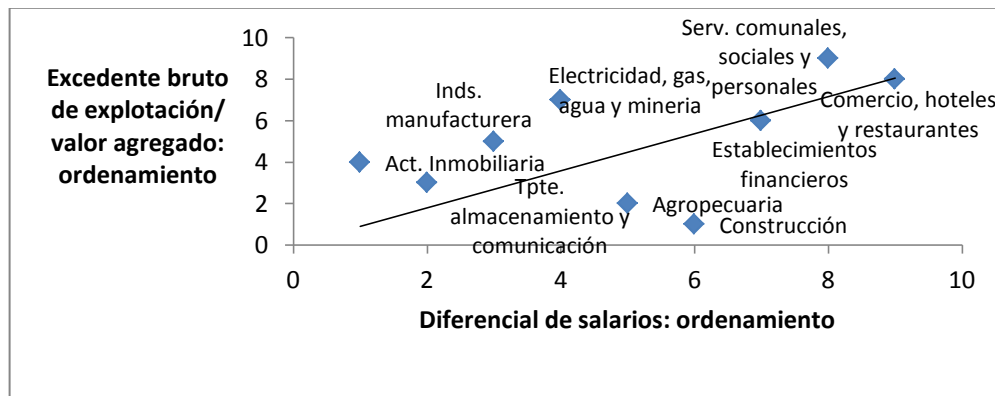 Excedente bruto
de explotación/
valor agregado:
ordenamiento
10
8
6
4
2
0
Serv. comunales,
sociales y
personales
Electricidad, gas,
agua y mineria
Inds.
manufacturera
Comercio, hoteles
y restaurantes
Act. Inmobiliaria
Establecimientos
financieros
Tpte.
almacenamiento y
comunicación
Agropecuaria
Construcción
0 2 4 6 8 10
Diferencial de salarios: ordenamiento